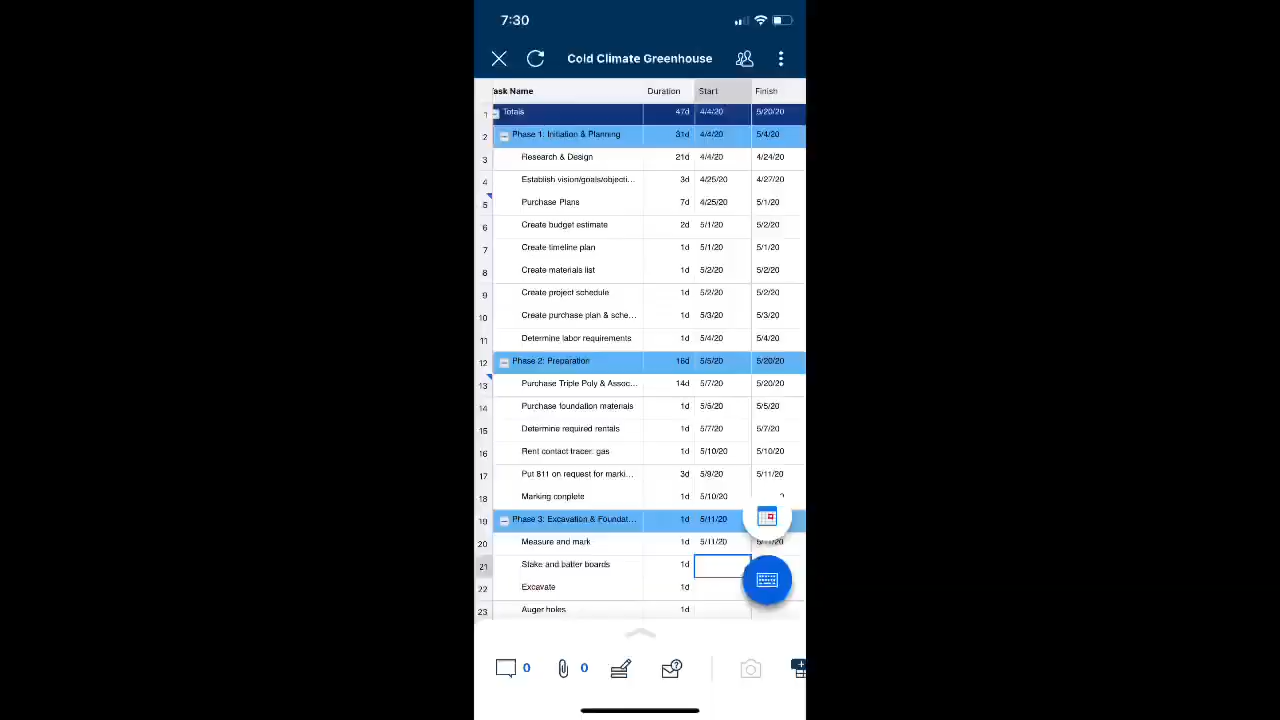 7:30
Cold Climate Greenhouse
Task Name Duration Start Finish
1 Totals 47d 4/4/20 5/20/20
2 Phase 1: Initiation & Planning 31d 4/4/20 5/4/20
3 Research & Design 21d 4/4/20 4/24/20
4 Establish vision/goals/objecti... 3d 4/25/20 4/27/20
5 Purchase Plans 7d 4/25/20 5/1/20
6 Create budget estimate 2d 5/1/20 5/2/20
7 Create timeline plan 1d 5/1/20 5/1/20
8 Create materials list 1d 5/2/20 5/2/20
9 Create project schedule 1d 5/2/20 5/2/20
10 Create purchase plan & sche... 1d 5/3/20 5/3/20
11 Determine labor requirements 1d 5/4/20 5/4/20
12 Phase 2: Preparation 16d 5/5/20 5/20/20
13 Purchase Triple Poly & Assoc... 14d 5/7/20 5/20/20
14 Purchase foundation materials 1d 5/5/20 5/5/20
15 Determine required rentals 1d 5/7/20 5/7/20
16 Rent contact tracer. gas 1d 5/10/20 5/10/20
17 Put 811 on request for marki... 3d 5/9/20 5/11/20
18 Marking conplete 1d 5/10/20
19 Phase 3: Excavation & Foundat... 1d 5/11/20
20 Measure and mark 1d 5/11/20 5/11/20
21 Stake and batter boards 1d
22 Excavate 1d
23 Auger holes 1d
0 0